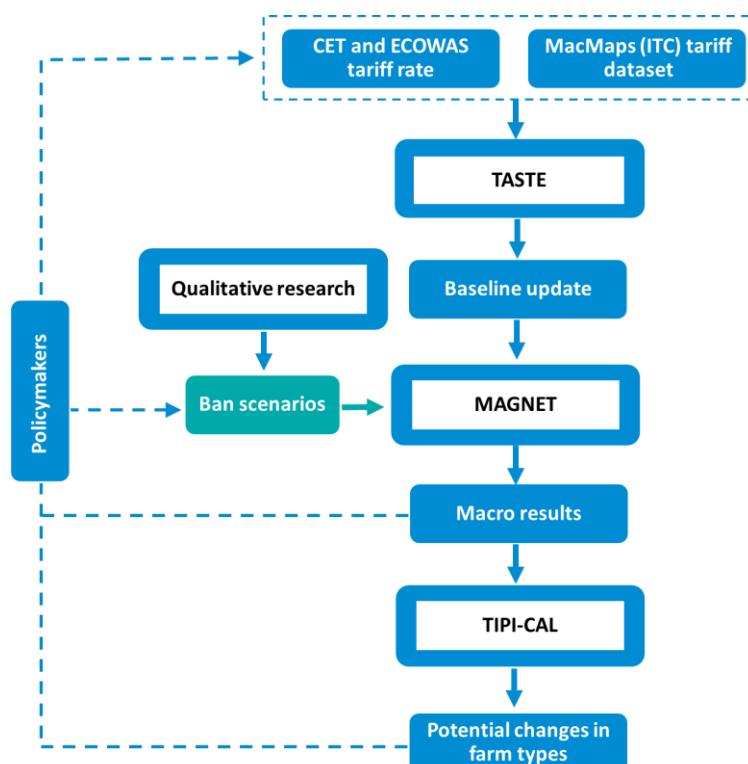 CET and ECOWAS
tariff rate
MacMaps (ITC) tariff
dataset
TASTE
Qualitative research
Baseline update
Policymakers
Ban scenarios
MAGNET
Macro results
TIPI-CAL
Potential changes in
farm types